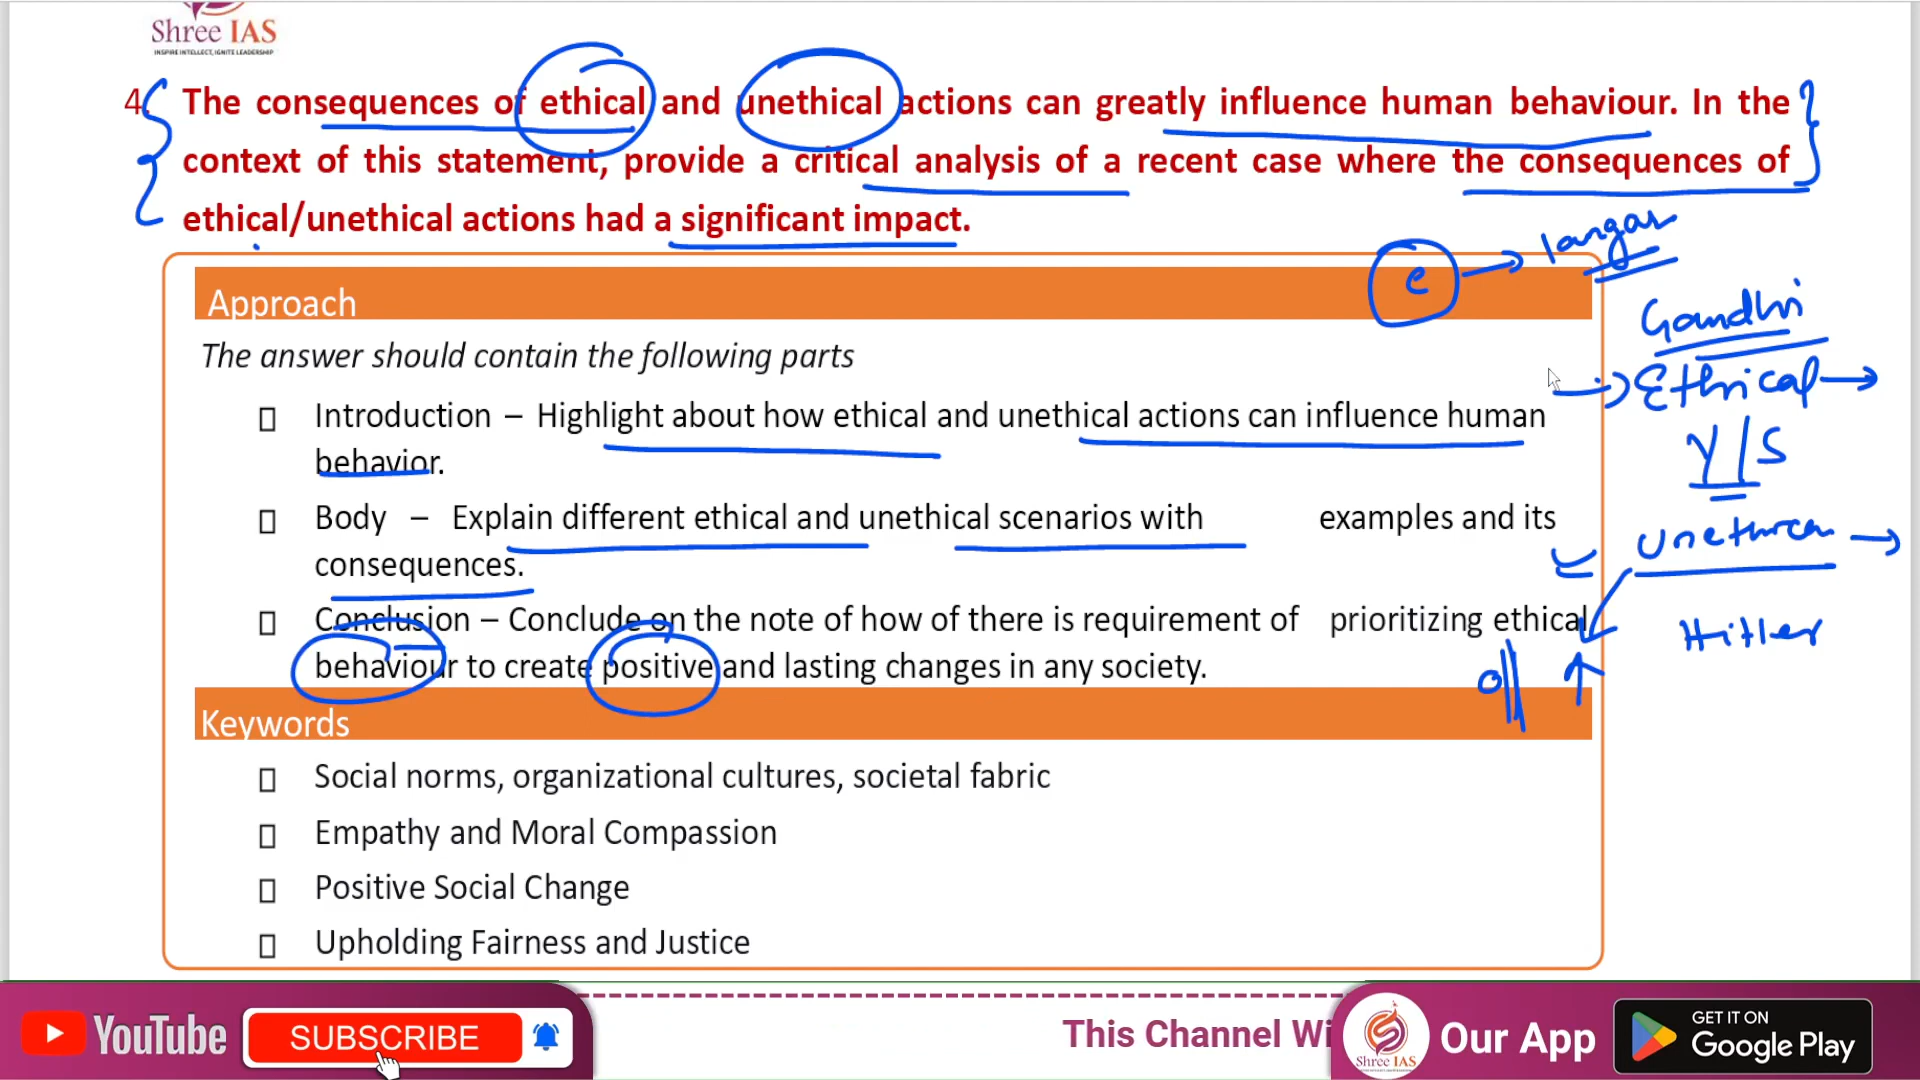 Shree IAS
INSPIRE INTELLECT, IGNITE LEADERSHIP
4. The consequences of ethical and unethical actions can greatly influence human behaviour. In the
context of this statement, provide a critical analysis of a recent case where the consequences of
ethical/unethical actions had a significant impact.
e → langar
Approach
Gandhi
The answer should contain the following parts
Ethical →
Introduction – Highlight about how ethical and unethical actions can influence human
behavior.
Y/S
Body – Explain different ethical and unethical scenarios with examples and its
consequences.
Conclusion – Conclude on the note of how of there is requirement of prioritizing ethical
Hitler
behaviour to create positive and lasting changes in any society.
Keywords
Social norms, organizational cultures, societal fabric
Empathy and Moral Compassion
Positive Social Change
Upholding Fairness and Justice
YouTube
SUBSCRIBE
This Channel Wi
Shree IAS
Our App
GET IT ON
Google Play